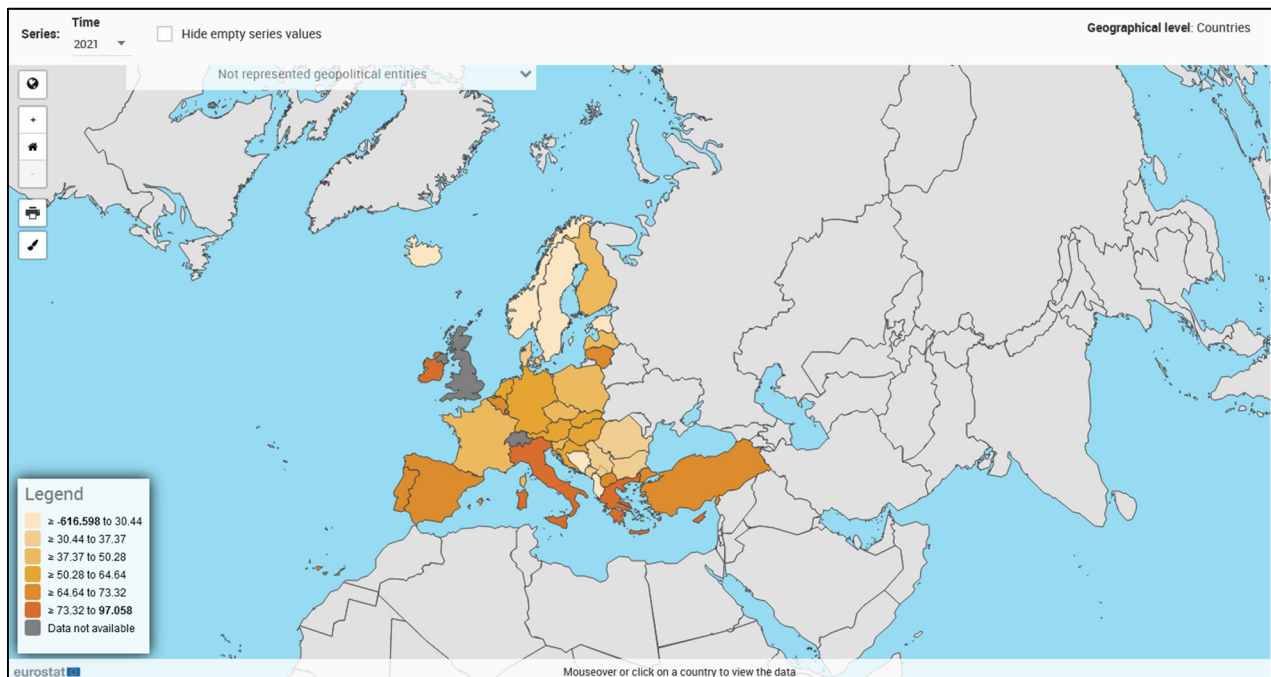 Series:
Time
2021
Hide empty series values
Geographical level: Countries
Not represented geopolitical entities
+
-
Legend
≥ -616.598 to 30.44
≥ 30.44 to 37.37
≥ 37.37 to 50.28
≥ 50.28 to 64.64
≥ 64.64 to 73.32
≥ 73.32 to 97.058
Data not available
eurostat
Mouseover or click on a country to view the data